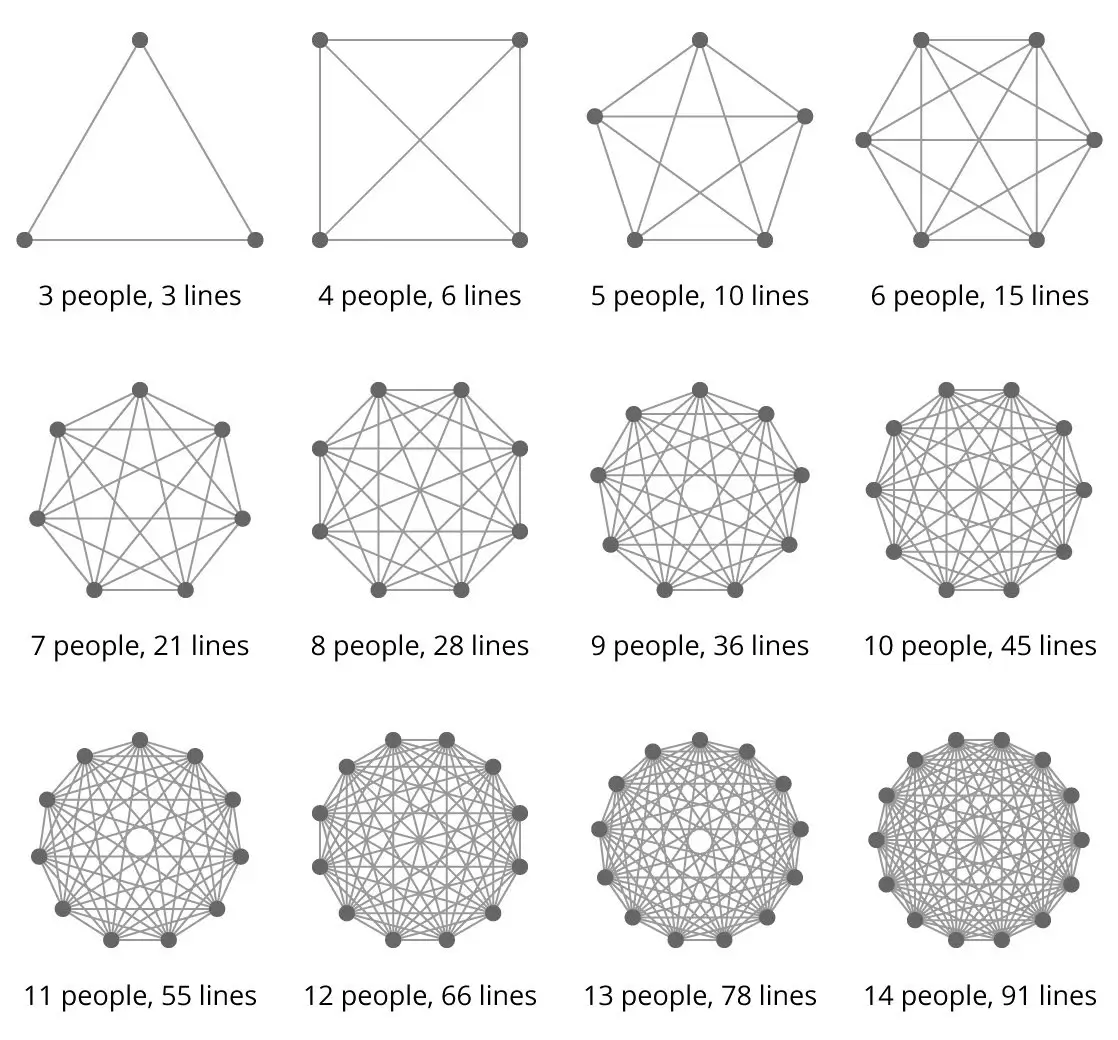 3 people, 3 lines
4 people, 6 lines
5 people, 10 lines
6 people, 15 lines
7 people, 21 lines
8 people, 28 lines
9 people, 36 lines
10 people, 45 lines
11 people, 55 lines
12 people, 66 lines
13 people, 78 lines
14 people, 91 lines